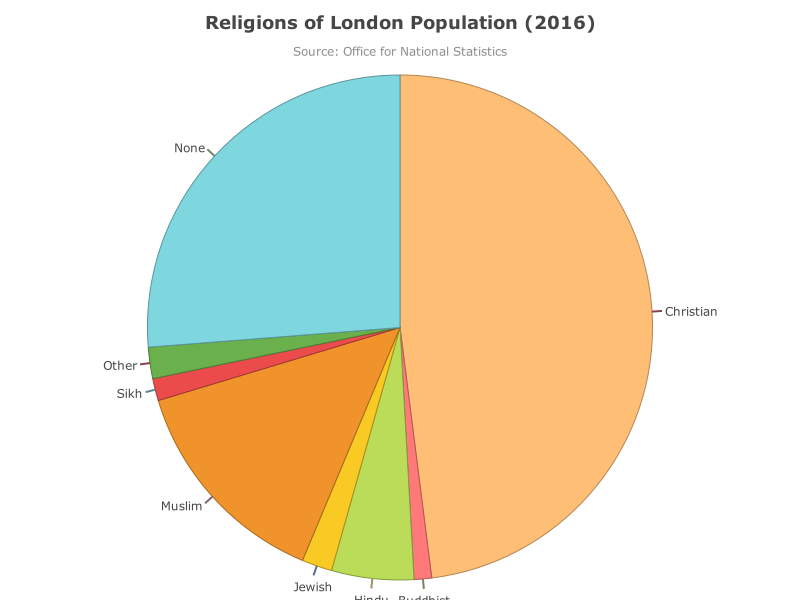 Religions of London Population (2016)
Source: Office for National Statistics
None
Christian
Other
Sikh
Muslim
Jewish
Hindu
Buddhist